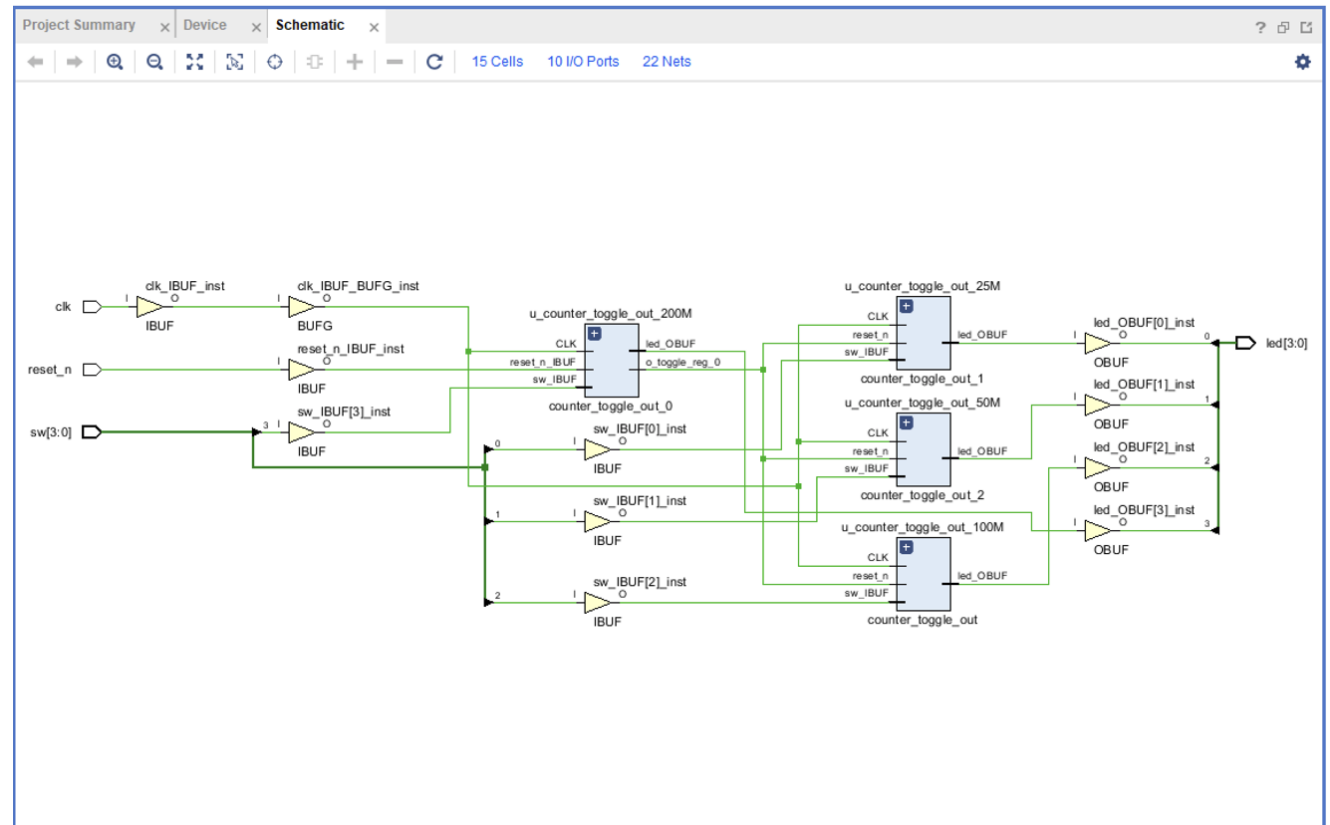 Project Summary
Device
Schematic
?
15 Cells
10 I/O Ports
22 Nets
clk
clk_IBUF_inst
I
O
IBUF
clk_IBUF_BUFG_inst
I
O
BUFG
reset_n
reset_n_IBUF_inst
I
O
IBUF
sw[3:0]
sw_IBUF[3]_inst
3
I
O
IBUF
u_counter_toggle_out_200M
CLK
reset_n_IBUF
sw_IBUF
led_OBUF
o_toggle_reg_0
counter_toggle_out_0
sw_IBUF[0]_inst
0
I
O
IBUF
sw_IBUF[1]_inst
1
I
O
IBUF
sw_IBUF[2]_inst
2
I
O
IBUF
u_counter_toggle_out_25M
CLK
reset_n
sw_IBUF
led_OBUF
counter_toggle_out_1
u_counter_toggle_out_50M
CLK
reset_n
sw_IBUF
led_OBUF
counter_toggle_out_2
u_counter_toggle_out_100M
CLK
reset_n
sw_IBUF
led_OBUF
counter_toggle_out
led_OBUF[0]_inst
I
O
0
OBUF
led_OBUF[1]_inst
I
O
1
OBUF
led_OBUF[2]_inst
I
O
2
OBUF
led_OBUF[3]_inst
I
O
3
OBUF
led[3:0]